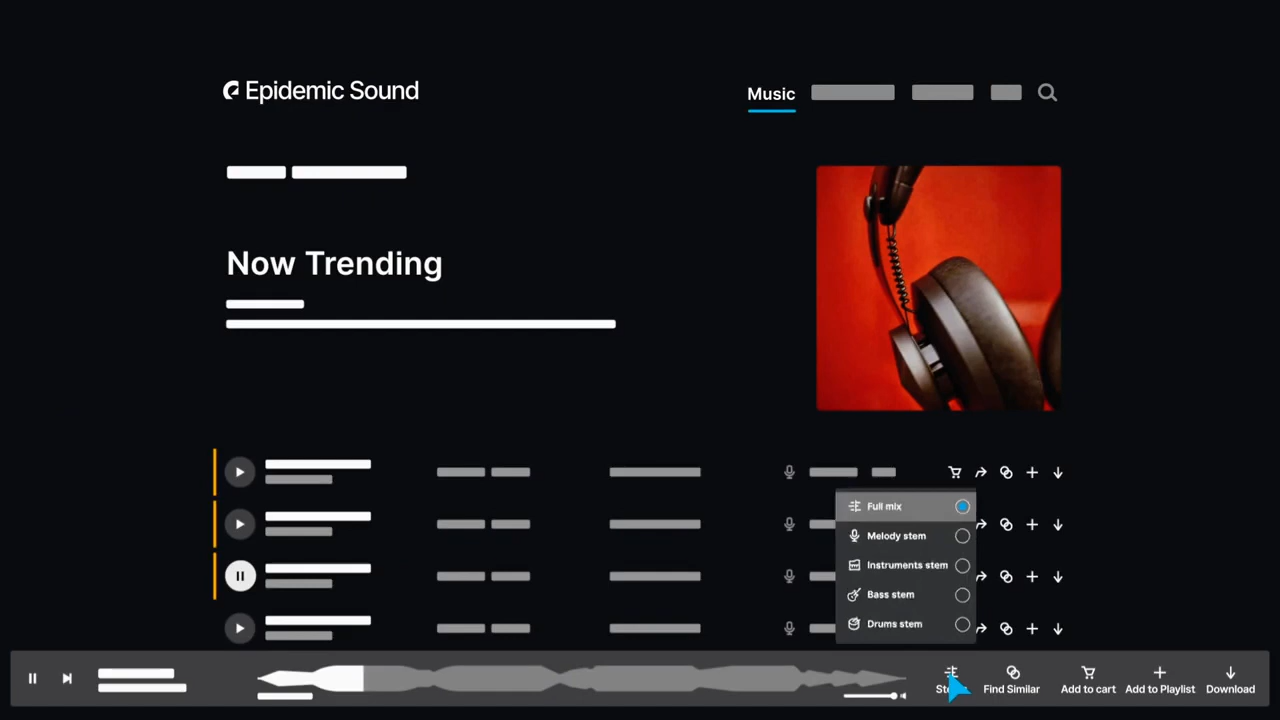 Epidemic Sound
Music
Now Trending
Full mix
Melody stem
Instruments stem
Bass stem
Drums stem
Find Similar
Add to cart
Add to Playlist
Download